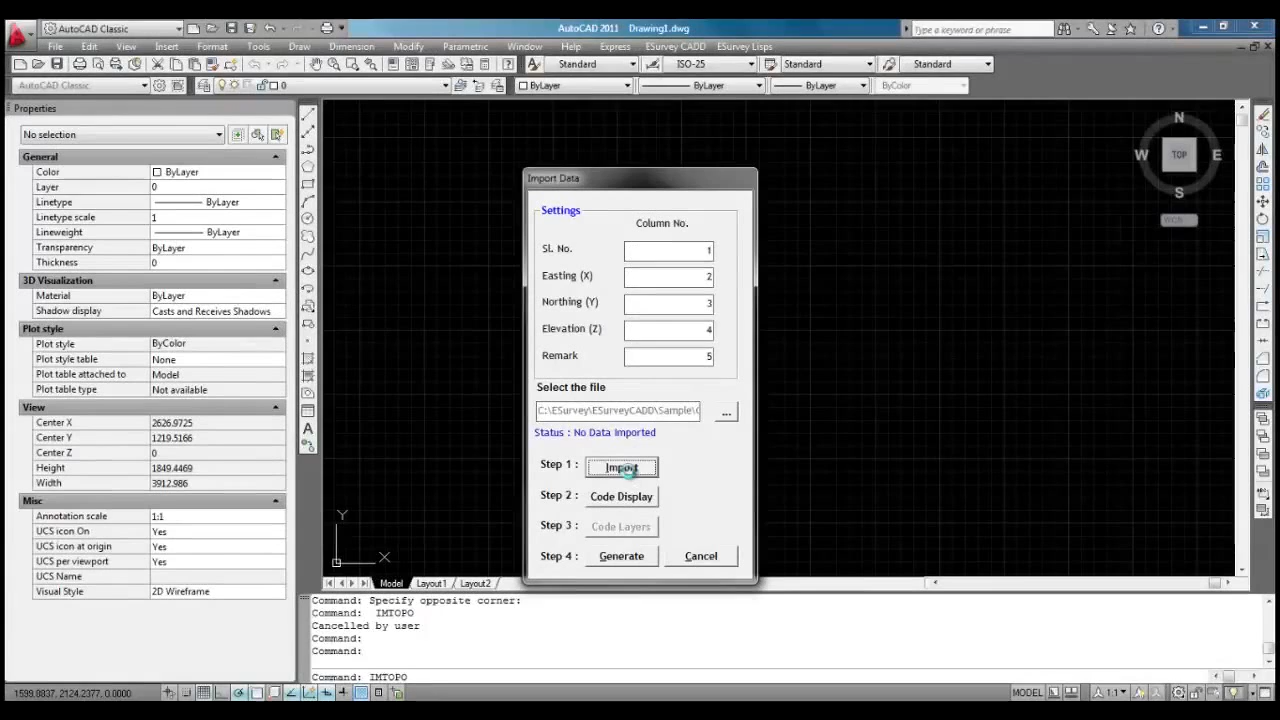 AutoCAD Classic
AutoCAD 2011 Drawing1.dwg
Type a keyword or phrase
File Edit View Insert Format Tools Draw Dimension Modify Parametric Window Help Express ESurvey CADD ESurvey Lisps
Standard ISO-25 Standard Standard
AutoCAD Classic 0 ByLayer ByLayer ByLayer ByColor
Properties
No selection
General
Color ByLayer
Layer 0
Linetype ByLayer
Linetype scale 1
Lineweight ByLayer
Transparency ByLayer
Thickness 0
3D Visualization
Material ByLayer
Shadow display Casts and Receives Shadows
Plot style
Plot style ByColor
Plot style table None
Plot table attached to Model
Plot table type Not available
View
Center X 2626.9725
Center Y 1219.5166
Center Z 0
Height 1849.4469
Width 3912.986
Misc
Annotation scale 1:1
UCS icon On Yes
UCS icon at origin Yes
UCS per viewport Yes
UCS Name
Visual Style 2D Wireframe
Import Data
Settings
Column No.
Sl. No. 1
Easting (X) 2
Northing (Y) 3
Elevation (Z) 4
Remark 5
Select the file
C:\ESurvey\ESurveyCADD\Sample\
...
Status : No Data Imported
Step 1 : Import
Step 2 : Code Display
Step 3 : Code Layers
Step 4 : Generate Cancel
N
W TOP E
S
Y
X
Model Layout1 Layout2
Command: Specify opposite corner:
Command: IMTOPO
Cancelled by user
Command:
Command:
Command: IMTOPO
1599.0837, 2124.2377, 0.0000
MODEL 1:1